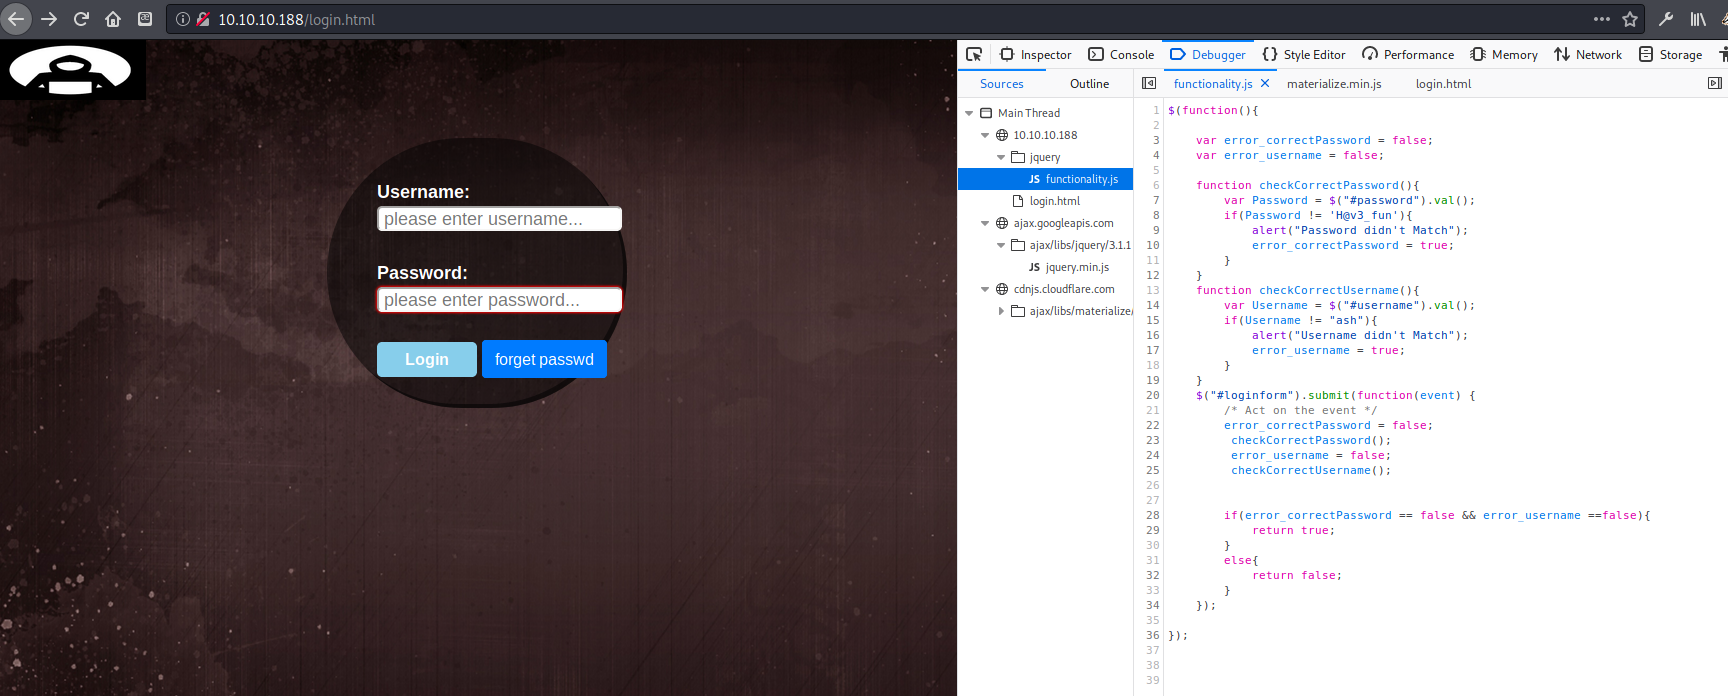 10.10.10.188/login.html
Username:
please enter username...
Password:
please enter password...
Login
forget passwd
Inspector
Console
Debugger
Style Editor
Performance
Memory
Network
Storage
Sources
Outline
functionality.js
materialize.min.js
login.html
Main Thread
10.10.10.188
jquery
JS functionality.js
login.html
ajax.googleapis.com
ajax/libs/jquery/3.1.1
JS jquery.min.js
cdnjs.cloudflare.com
ajax/libs/materialize/
1 $(function(){
2
3 var error_correctPassword = false;
4 var error_username = false;
5
6 function checkCorrectPassword(){
7 var Password = $("#password").val();
8 if(Password != 'H@v3_fun'){
9 alert("Password didn't Match");
10 error_correctPassword = true;
11 }
12 }
13 function checkCorrectUsername(){
14 var Username = $("#username").val();
15 if(Username != "ash"){
16 alert("Username didn't Match");
17 error_username = true;
18 }
19 }
20 $("#loginform").submit(function(event) {
21 /* Act on the event */
22 error_correctPassword = false;
23 checkCorrectPassword();
24 error_username = false;
25 checkCorrectUsername();
26
27
28 if(error_correctPassword == false && error_username ==false){
29 return true;
30 }
31 else{
32 return false;
33 }
34 });
35
36 });
37
38
39